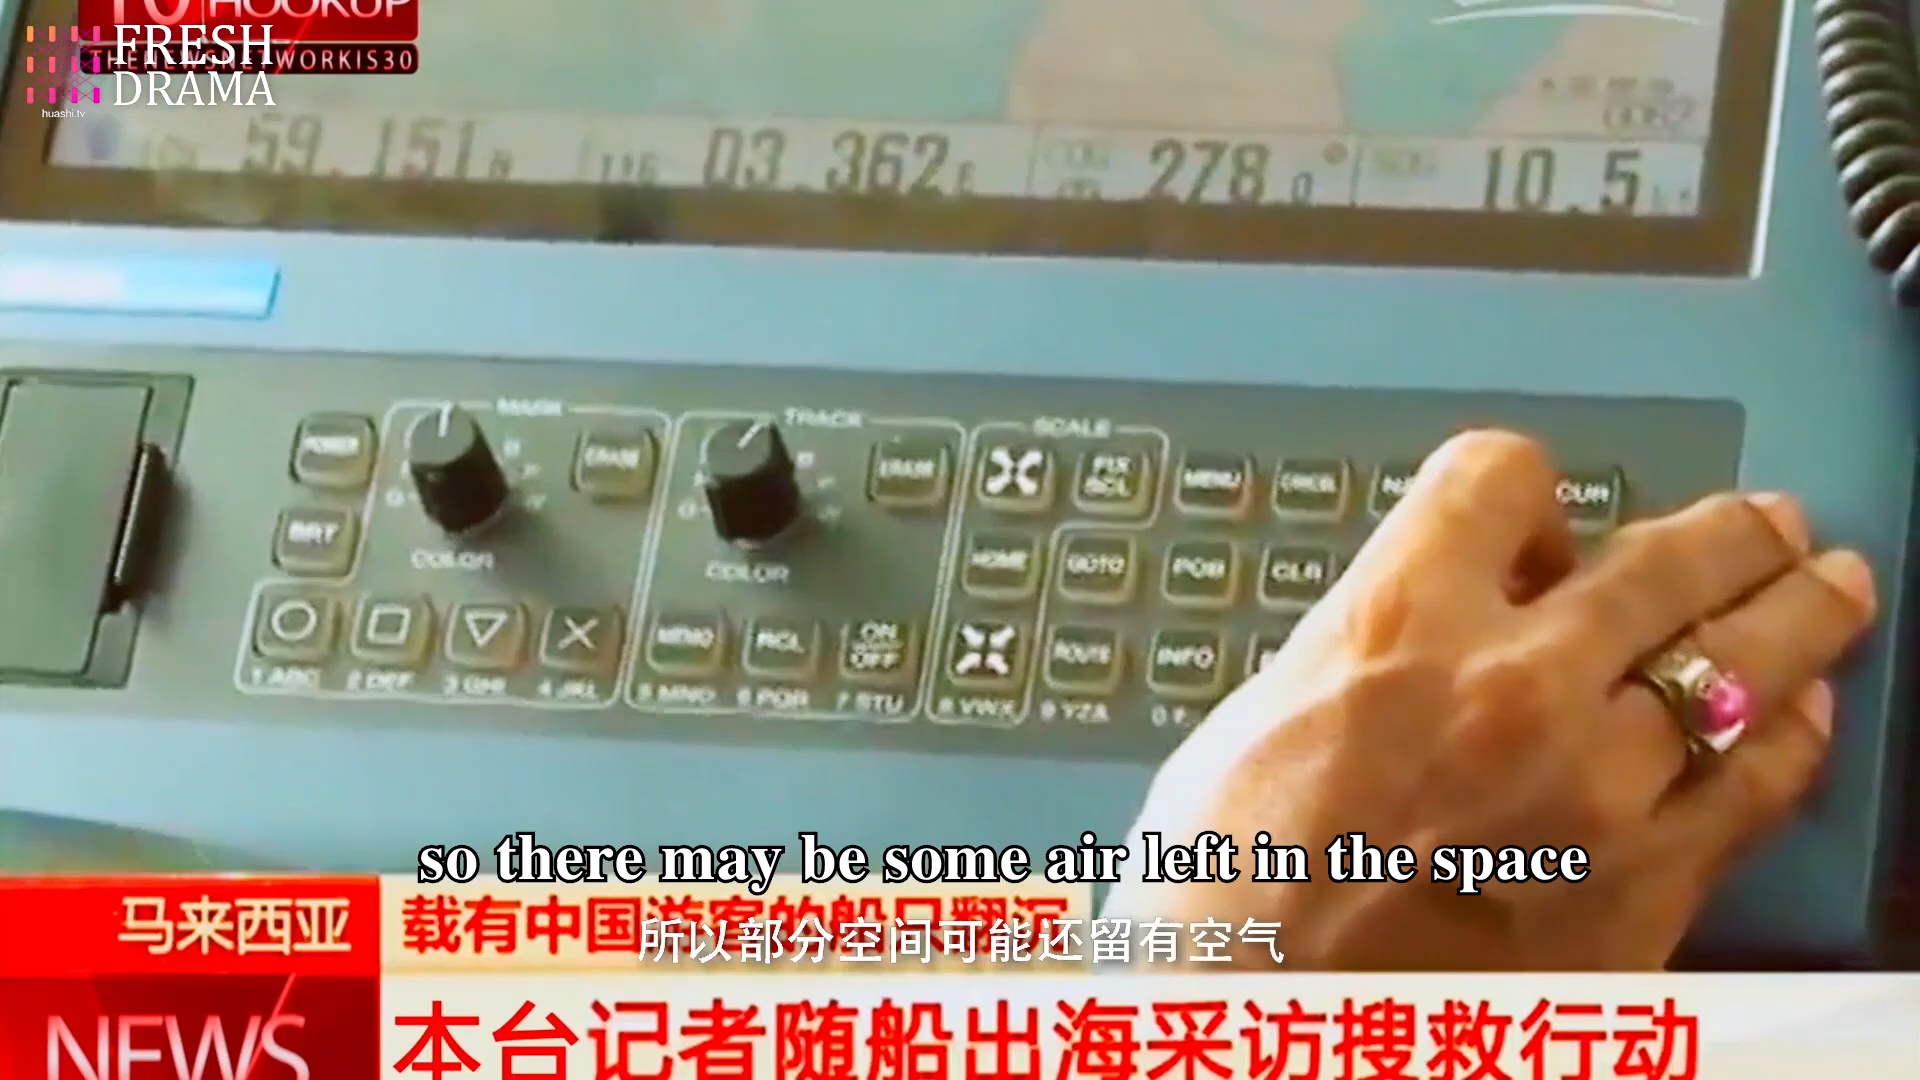 HOOKUP
FRESH
THENEWSNETWORKIS30
DRAMA
huashi.tv
59.151 N
116 03.362 E
278.0°
10.5
MARK
TRACK
SCALE
POWER
ERASE
ERASE
FIX SCL
MENU
CUR
BRT
COLOR
COLOR
HOME
GOTO
CLR
MEMO
RCL
ON
OFF
ROUTE
INFO
1 ABC
2 DEF
3 GHI
4 JKL
5 MNO
6 PQR
7 STU
8 VWX
9 YZ&
so there may be some air left in the space
马来西亚
载有中国游客的船只翻沉
所以部分空间可能还留有空气
NEWS
本台记者随船出海采访搜救行动